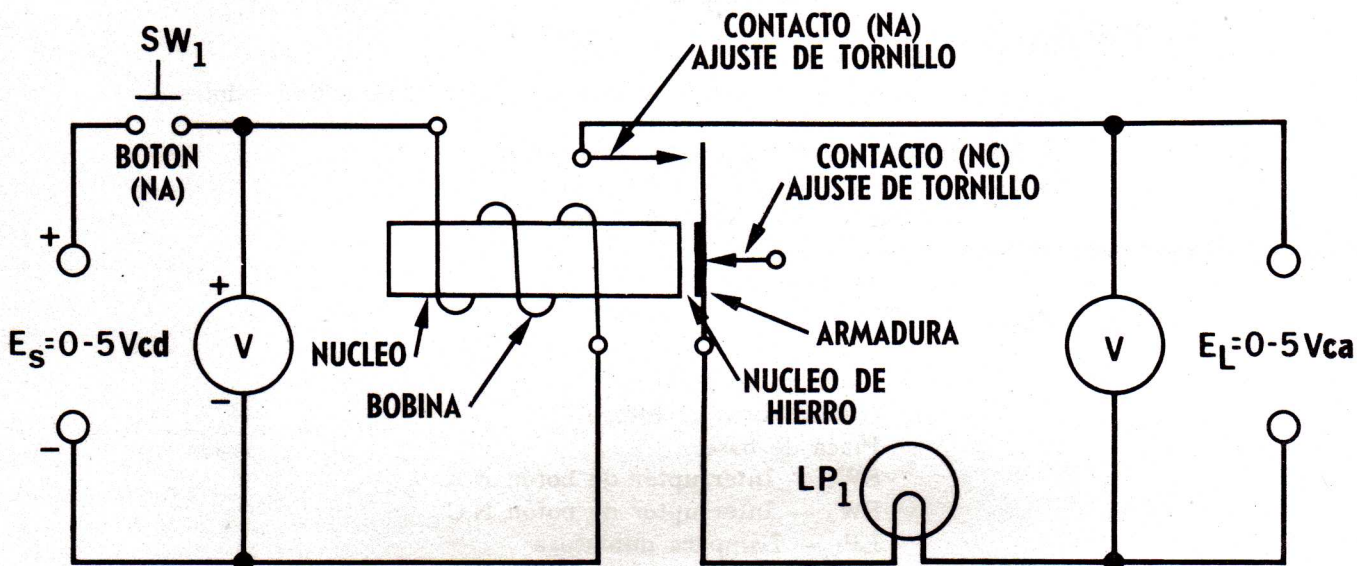 SW1
BOTON
(NA)
+
Es=0-5Vcd
−
+
V
−
NUCLEO
BOBINA
CONTACTO (NA)
AJUSTE DE TORNILLO
CONTACTO (NC)
AJUSTE DE TORNILLO
ARMADURA
NUCLEO DE
HIERRO
LP1
V
EL=0-5Vca